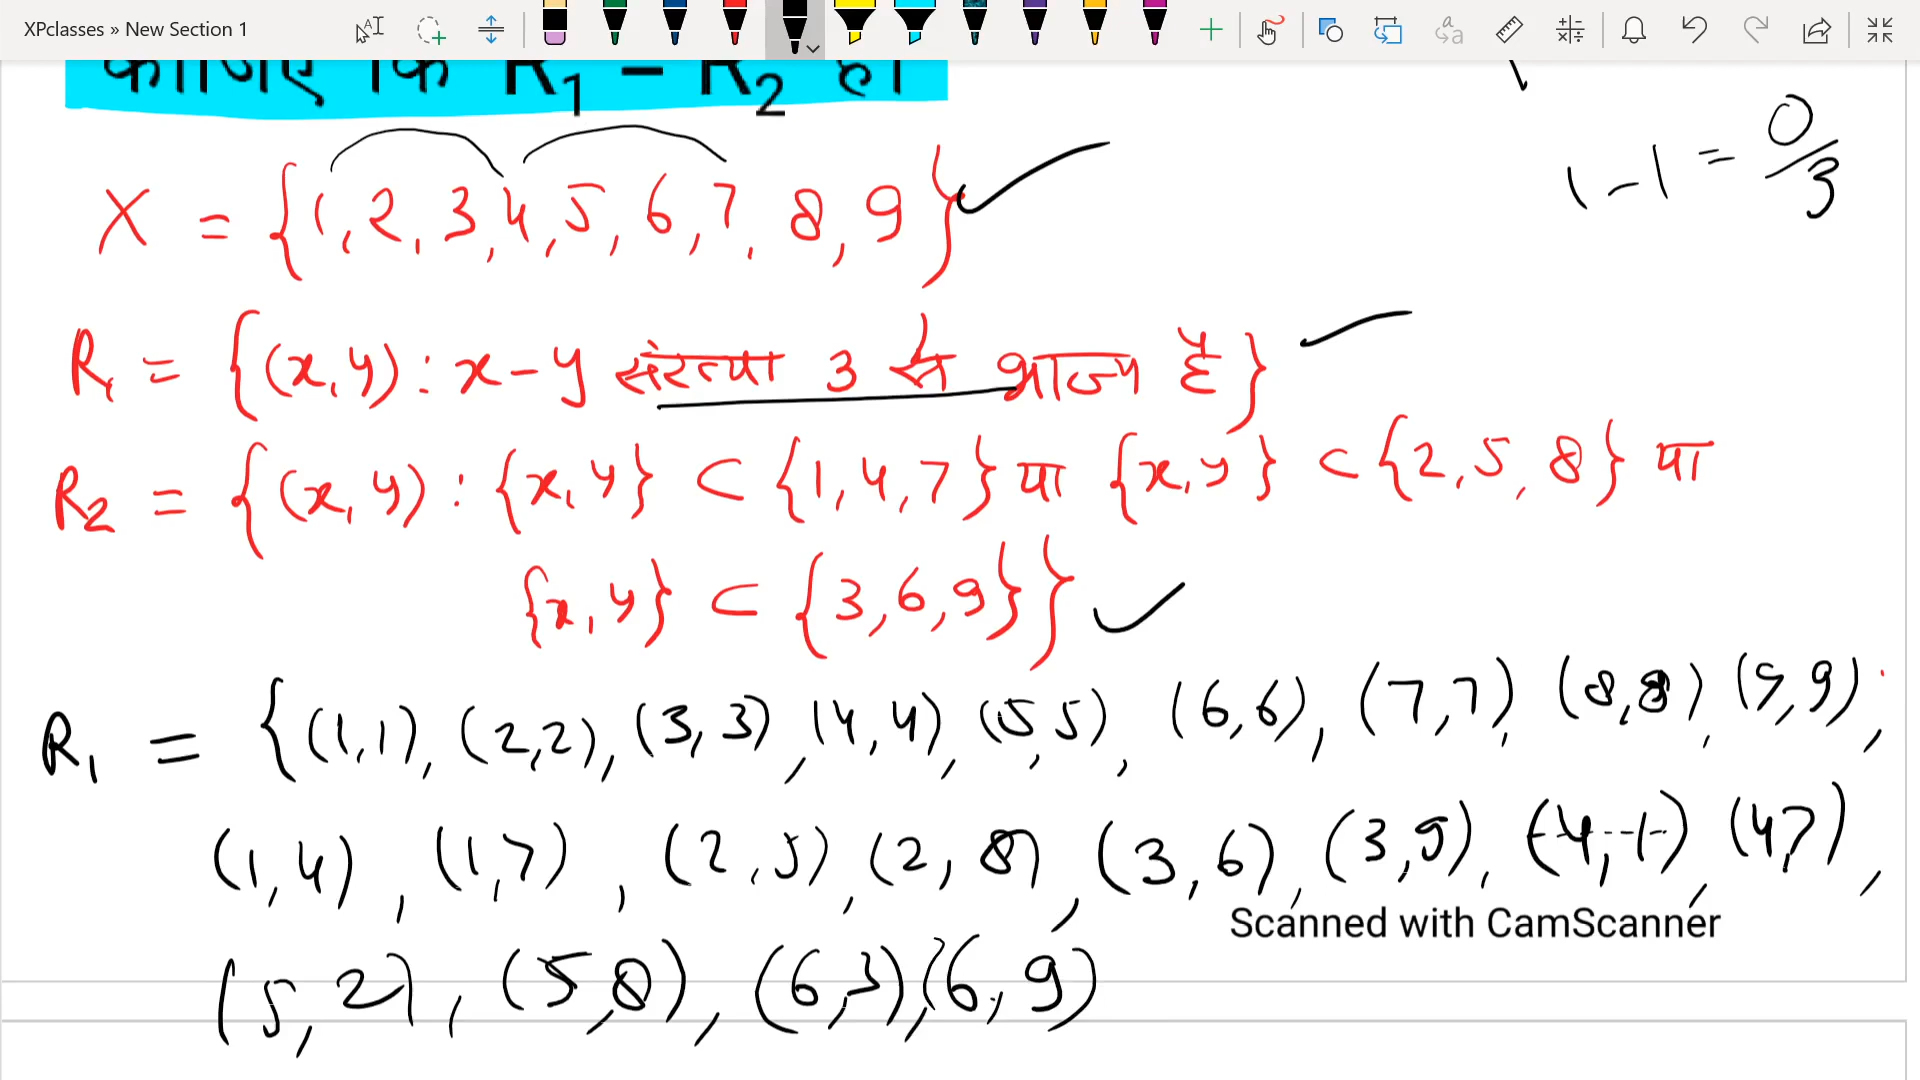 XPclasses » New Section 1
कीजिए कि R₁ = R₂ है।
1 - 1 = 0/3
X = {1, 2, 3, 4, 5, 6, 7, 8, 9}
R₁ = {(x, y) : x - y संख्या 3 से भाज्य है}
R₂ = {(x, y) : {x, y} ⊂ {1, 4, 7} या {x, y} ⊂ {2, 5, 8} या
{x, y} ⊂ {3, 6, 9}}
R₁ = {(1,1), (2,2), (3,3), (4,4), (5,5), (6,6), (7,7), (8,8), (9,9),
(1,4), (1,7), (2,5), (2,8), (3,6), (3,9), (4,1), (4,7),
Scanned with CamScanner
(5,2), (5,8), (6,3), (6,9)